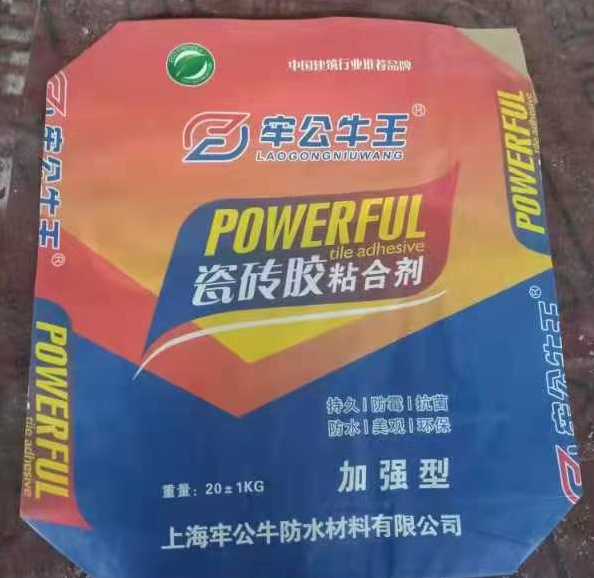 中国建筑行业推荐品牌
牢公牛王®
LAOGONGNIUWANG
POWERFUL
tile adhesive
瓷砖胶粘合剂
持久|防霉|抗菌
防水|美观|环保
重量：20±1KG
加强型
上海牢公牛防水材料有限公司
牢公牛王®
POWERFUL
tile adhesive
POWERFUL
tile adhesive
牢公牛王®